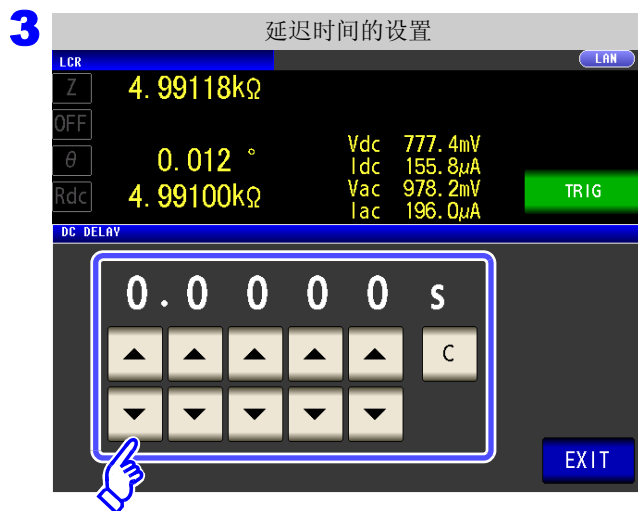 3 延迟时间的设置
LCR LAN
Z 4.99118kΩ
OFF
Vdc 777.4mV
θ 0.012 ° Idc 155.8μA
Rdc 4.99100kΩ Vac 978.2mV TRIG
Iac 196.0μA
DC DELAY
0.0000 s
C
EXIT